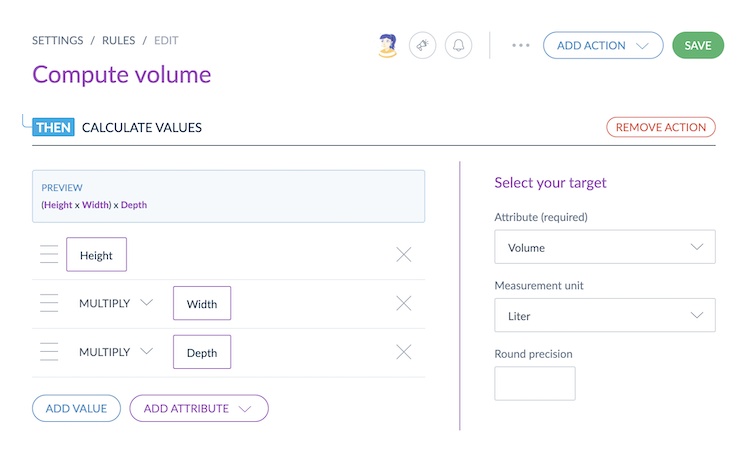 SETTINGS / RULES / EDIT
ADD ACTION
SAVE
Compute volume
THEN CALCULATE VALUES
REMOVE ACTION
PREVIEW
(Height x Width) x Depth
Height
MULTIPLY Width
MULTIPLY Depth
ADD VALUE ADD ATTRIBUTE
Select your target
Attribute (required)
Volume
Measurement unit
Liter
Round precision